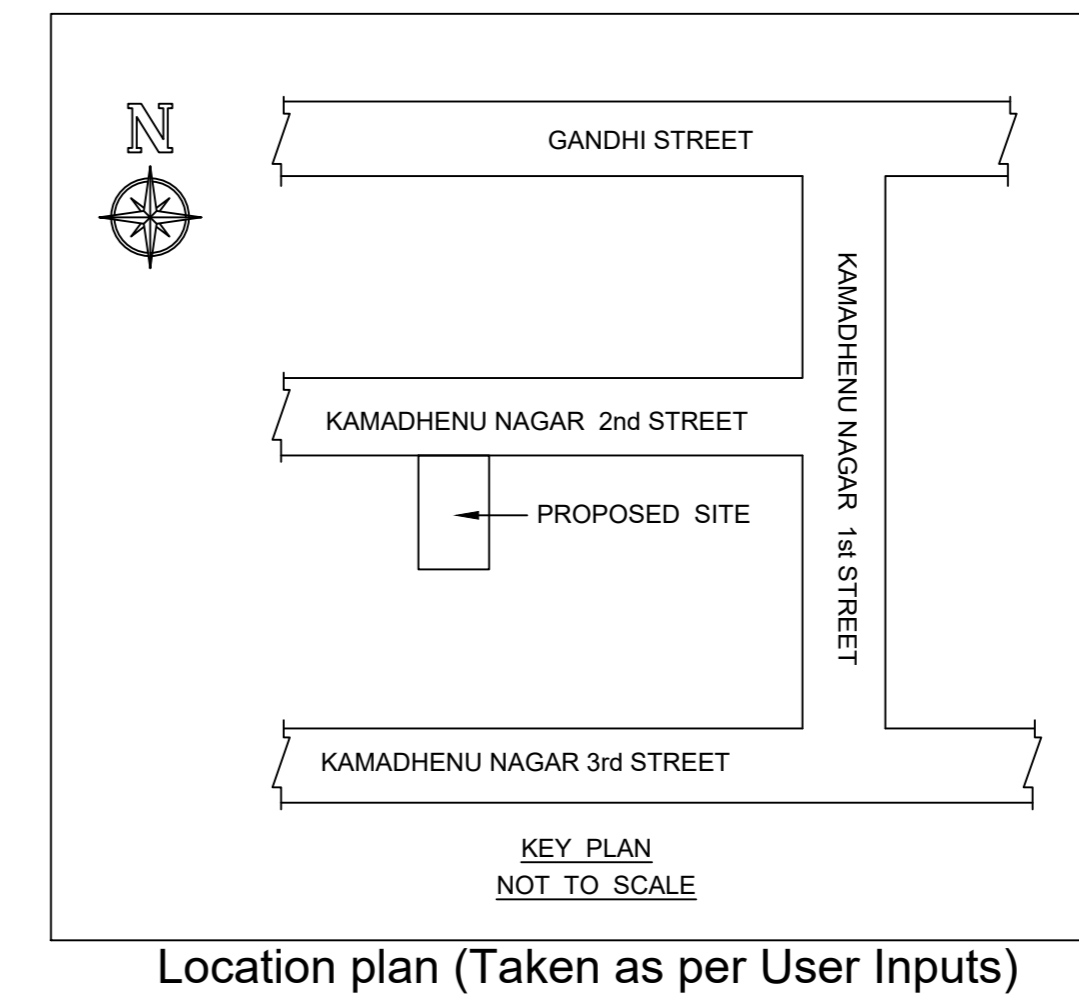 N
GANDHI STREET
KAMADHENU NAGAR 1st STREET
KAMADHENU NAGAR 2nd STREET
PROPOSED SITE
KAMADHENU NAGAR 3rd STREET
KEY PLAN
NOT TO SCALE
Location plan (Taken as per User Inputs)